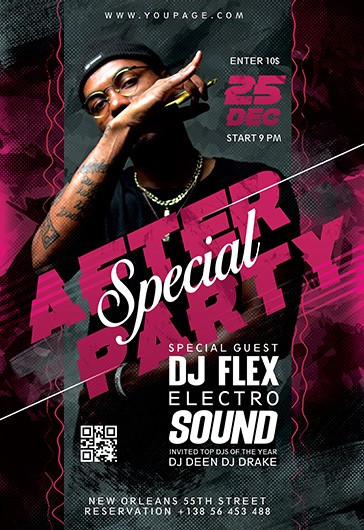 WWW.YOUPAGE.COM
ENTER 10$
25
DEC
START 9 PM
AFTER
Special
PARTY
SPECIAL GUEST
DJ FLEX
ELECTRO
SOUND
INVITED TOP DJS OF THE YEAR
DJ DEEN DJ DRAKE
NEW ORLEANS 55TH STREET
RESERVATION +138 56 453 488